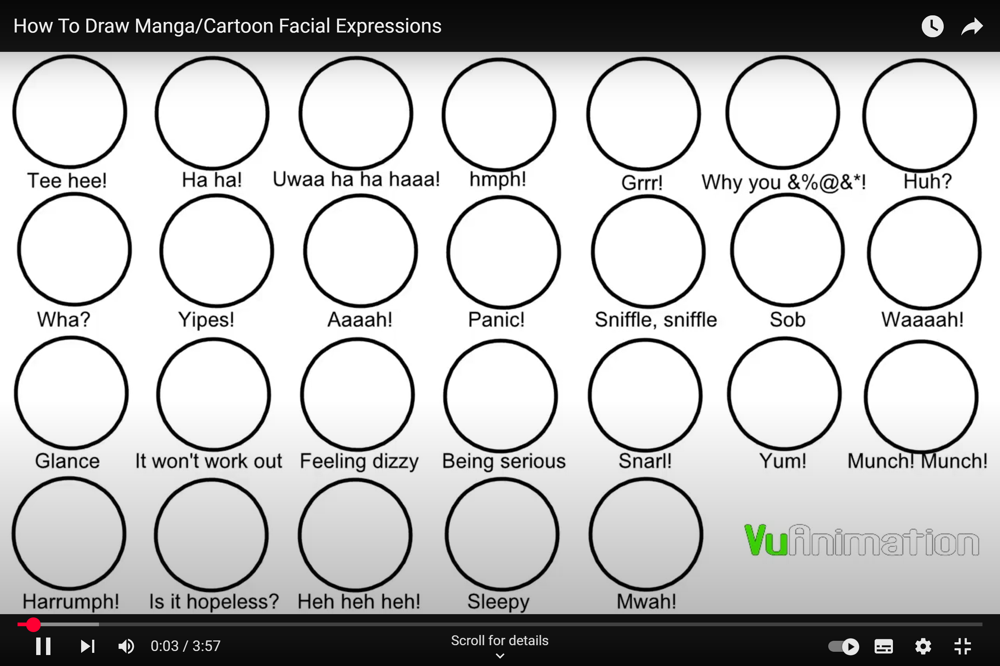 How To Draw Manga/Cartoon Facial Expressions
Tee hee! Ha ha! Uwaa ha ha haaa! hmph! Grrr! Why you &%@&*! Huh?
Wha? Yipes! Aaaah! Panic! Sniffle, sniffle Sob Waaaah!
Glance It won't work out Feeling dizzy Being serious Snarl! Yum! Munch! Munch!
VuAnimation
Harrumph! Is it hopeless? Heh heh heh! Sleepy Mwah!
0:03 / 3:57
Scroll for details